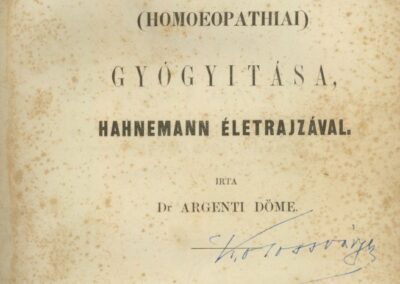 (HOMOEOPATHIAI)
GYÓGYITÁSA,
HAHNEMANN ÉLETRAJZÁVAL.
IRTA
Dr ARGENTI DÖME.